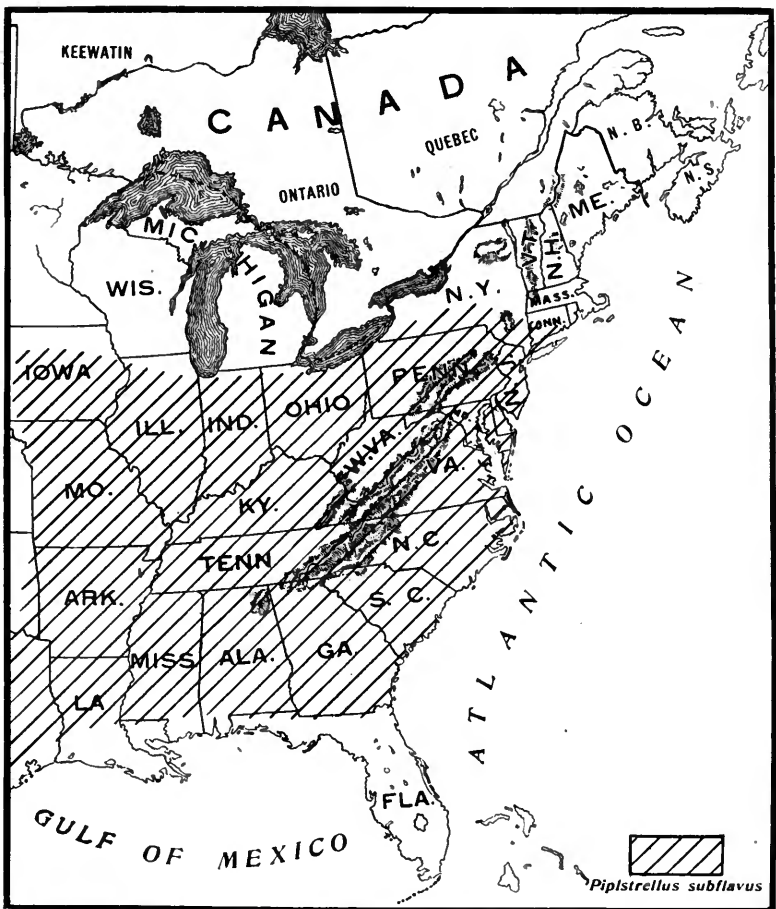 KEEWATIN
CANADA
QUEBEC
ONTARIO
N. B.
N. S.
ME.
MICHIGAN
WIS.
N.Y.
VT.
N.H.
MASS.
CONN.
IOWA
ILL.
IND.
OHIO
PENN.
N.J.
W.VA.
VA.
MO.
KY.
TENN
N.C
ARK.
S. C.
MISS
ALA.
GA.
LA
FLA.
ATLANTIC OCEAN
GULF OF MEXICO
Pipistrellus subflavus